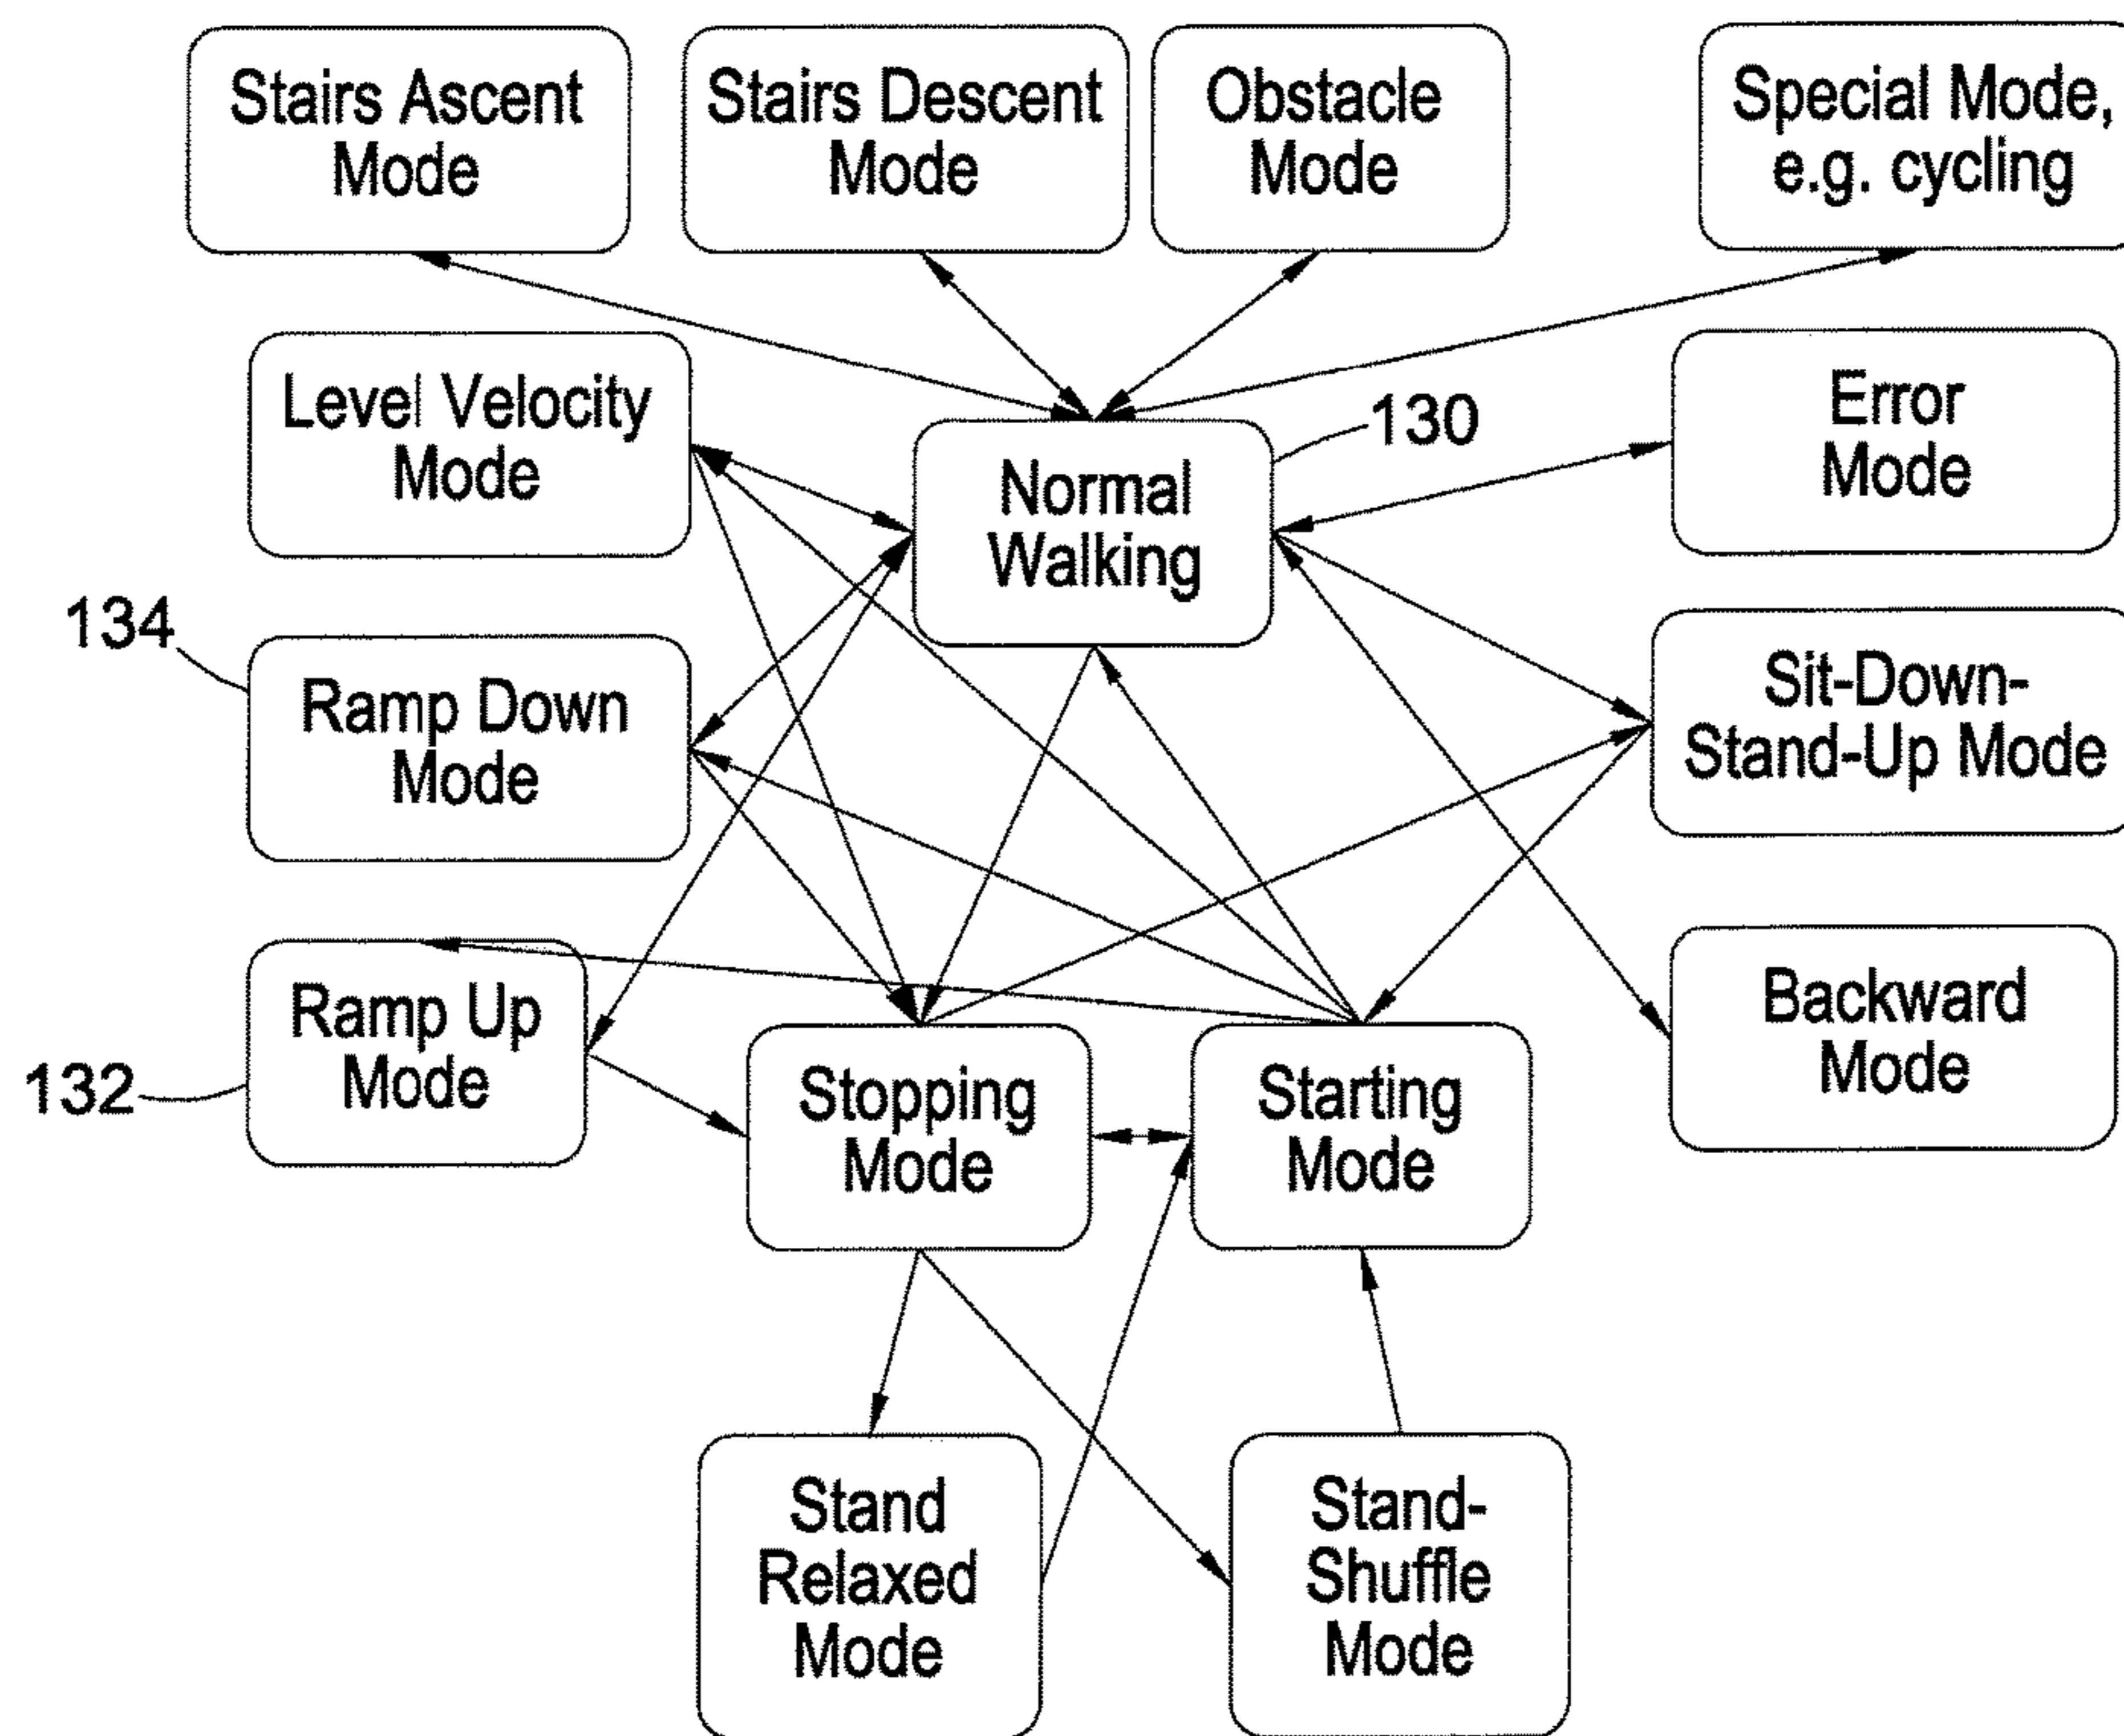 Stairs Ascent
Mode
Stairs Descent
Mode
Obstacle
Mode
Special Mode,
e.g. cycling
Level Velocity
Mode
Normal
Walking
130
Error
Mode
134
Ramp Down
Mode
Sit-Down-
Stand-Up Mode
Ramp Up
Mode
132
Stopping
Mode
Starting
Mode
Backward
Mode
Stand
Relaxed
Mode
Stand-
Shuffle
Mode